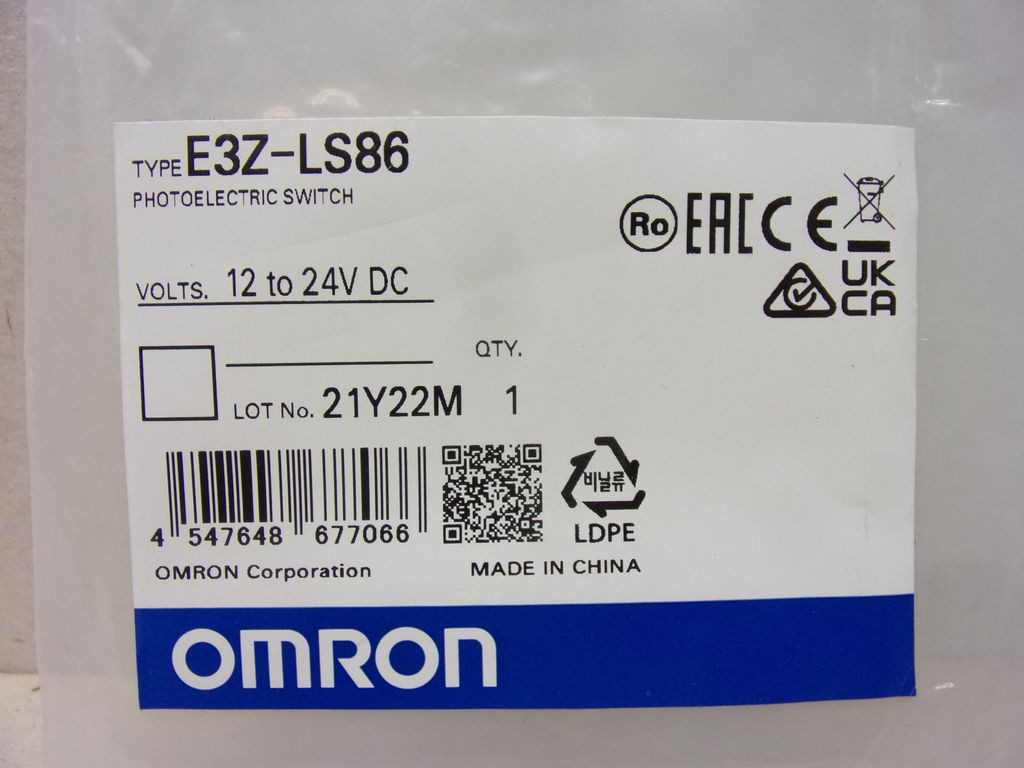 TYPE E3Z-LS86
PHOTOELECTRIC SWITCH
Ro EAC CE
UK
CA
VOLTS. 12 to 24V DC
QTY.
LOT No. 21Y22M 1
4 547648 677066
비닐류
LDPE
OMRON Corporation
MADE IN CHINA
OMRON